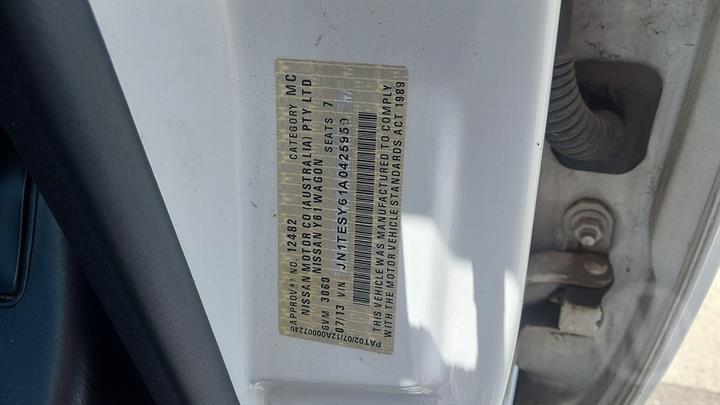 APPROVAL NO. 12482 CATEGORY MC
NISSAN MOTOR CO (AUSTRALIA) PTY LTD
NISSAN Y61 WAGON
GVM 3060 SEATS 7
07/13 VIN JN1TESY61A0425959
THIS VEHICLE WAS MANUFACTURED TO COMPLY
WITH THE MOTOR VEHICLE STANDARDS ACT 1989